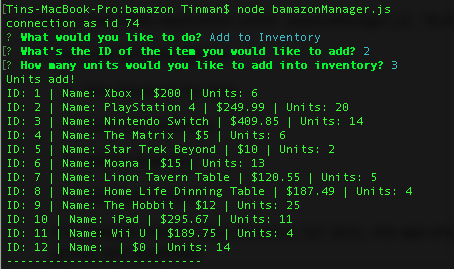 [Tins-MacBook-Pro:bamazon Tinman$ node bamazonManager.js
connection as id 74
? What would you like to do? Add to Inventory
[? What's the ID of the item you would like to add? 2
[? How many units would you like to add into inventory? 3
Units add!
ID: 1 | Name: Xbox | $200 | Units: 6
ID: 2 | Name: PlayStation 4 | $249.99 | Units: 20
ID: 3 | Name: Nintendo Switch | $409.85 | Units: 14
ID: 4 | Name: The Matrix | $5 | Units: 6
ID: 5 | Name: Star Trek Beyond | $10 | Units: 2
ID: 6 | Name: Moana | $15 | Units: 13
ID: 7 | Name: Linon Tavern Table | $120.55 | Units: 5
ID: 8 | Name: Home Life Dinning Table | $187.49 | Units: 4
ID: 9 | Name: The Hobbit | $12 | Units: 25
ID: 10 | Name: iPad | $295.67 | Units: 11
ID: 11 | Name: Wii U | $189.75 | Units: 4
ID: 12 | Name:  | $0 | Units: 14
----------------------------